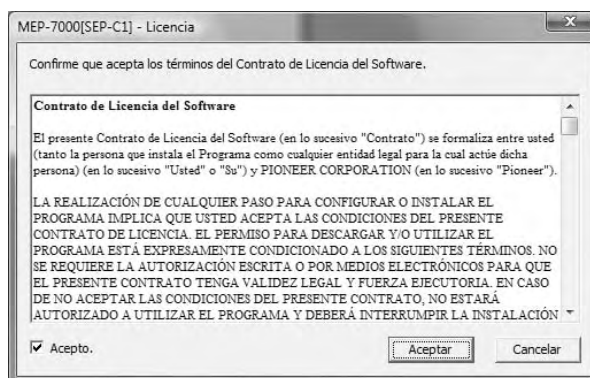 MEP-7000[SEP-C1] - Licencia
Confirme que acepta los términos del Contrato de Licencia del Software.
Contrato de Licencia del Software
El presente Contrato de Licencia del Software (en lo sucesivo "Contrato") se formaliza entre usted
(tanto la persona que instala el Programa como cualquier entidad legal para la cual actúe dicha
persona) (en lo sucesivo "Usted" o "Su") y PIONEER CORPORATION (en lo sucesivo "Pioneer").
LA REALIZACIÓN DE CUALQUIER PASO PARA CONFIGURAR O INSTALAR EL
PROGRAMA IMPLICA QUE USTED ACEPTA LAS CONDICIONES DEL PRESENTE
CONTRATO DE LICENCIA. EL PERMISO PARA DESCARGAR Y/O UTILIZAR EL
PROGRAMA ESTÁ EXPRESAMENTE CONDICIONADO A LOS SIGUIENTES TÉRMINOS. NO
SE REQUIERE LA AUTORIZACIÓN ESCRITA O POR MEDIOS ELECTRÓNICOS PARA QUE
EL PRESENTE CONTRATO TENGA VALIDEZ LEGAL Y FUERZA EJECUTORIA. EN CASO
DE NO ACEPTAR LAS CONDICIONES DEL PRESENTE CONTRATO, NO ESTARÁ
AUTORIZADO A UTILIZAR EL PROGRAMA Y DEBERÁ INTERRUMPIR LA INSTALACIÓN
Acepto.
Aceptar
Cancelar